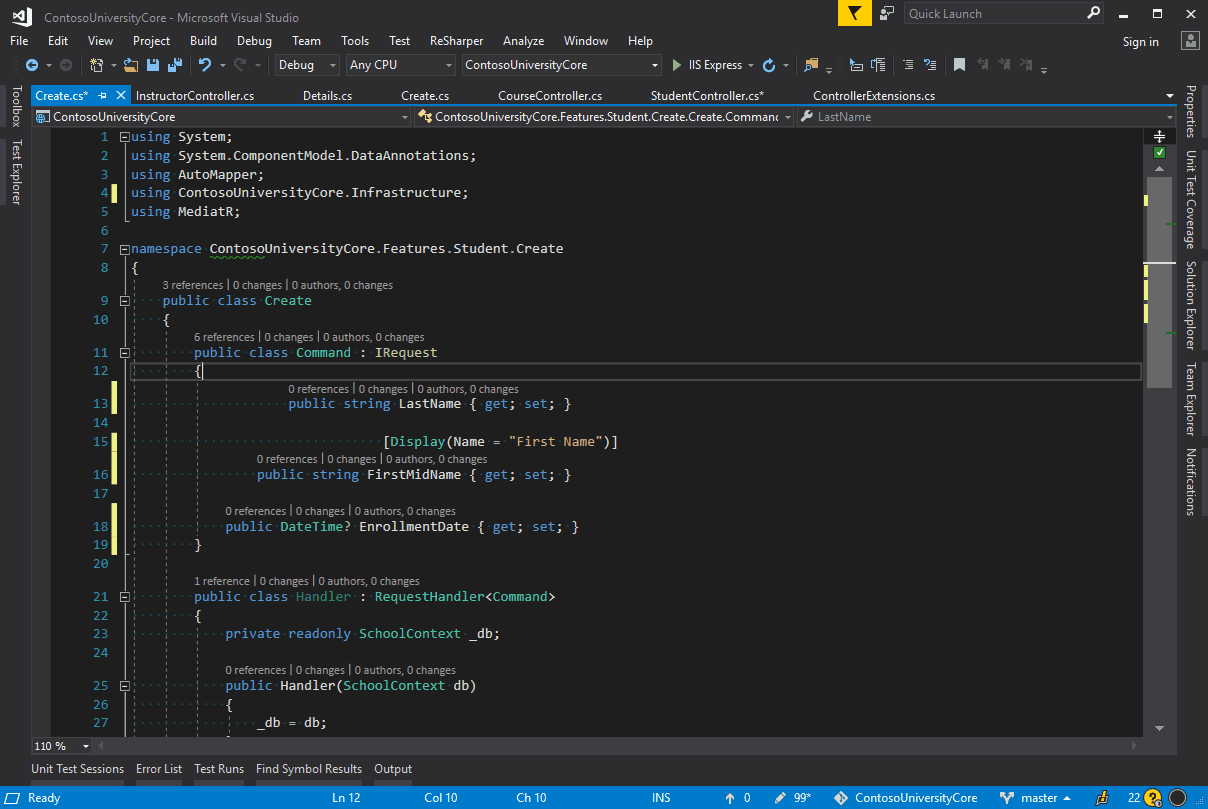 ContosoUniversityCore - Microsoft Visual Studio
Quick Launch
File Edit View Project Build Debug Team Tools Test ReSharper Analyze Window Help
Sign in
Debug Any CPU ContosoUniversityCore IIS Express
Create.cs* InstructorController.cs Details.cs Create.cs CourseController.cs StudentController.cs* ControllerExtensions.cs
ContosoUniversityCore ContosoUniversityCore.Features.Student.Create.Create.Command LastName
Toolbox
Test Explorer
1 using System;
2 using System.ComponentModel.DataAnnotations;
3 using AutoMapper;
4 using ContosoUniversityCore.Infrastructure;
5 using MediatR;
6
7 namespace ContosoUniversityCore.Features.Student.Create
8 {
3 references | 0 changes | 0 authors, 0 changes
9 public class Create
10 {
6 references | 0 changes | 0 authors, 0 changes
11 public class Command : IRequest
12 {
0 references | 0 changes | 0 authors, 0 changes
13 public string LastName { get; set; }
14
15 [Display(Name = "First Name")]
0 references | 0 changes | 0 authors, 0 changes
16 public string FirstMidName { get; set; }
17
0 references | 0 changes | 0 authors, 0 changes
18 public DateTime? EnrollmentDate { get; set; }
19 }
20
1 reference | 0 changes | 0 authors, 0 changes
21 public class Handler : RequestHandler<Command>
22 {
23 private readonly SchoolContext _db;
24
0 references | 0 changes | 0 authors, 0 changes
25 public Handler(SchoolContext db)
26 {
27 _db = db;
Properties
Unit Test Coverage
Solution Explorer
Team Explorer
Notifications
110 %
Unit Test Sessions Error List Test Runs Find Symbol Results Output
Ready Ln 12 Col 10 Ch 10 INS 0 99* ContosoUniversityCore master 22